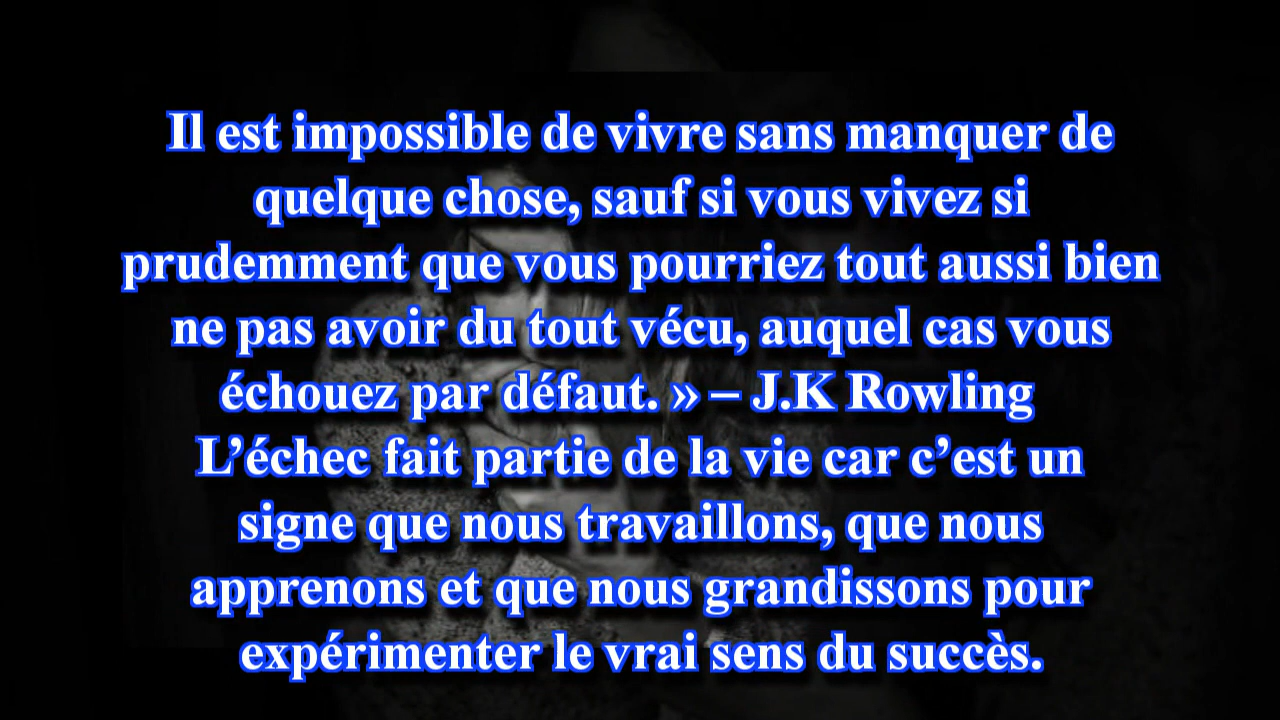 Il est impossible de vivre sans manquer de
quelque chose, sauf si vous vivez si
prudemment que vous pourriez tout aussi bien
ne pas avoir du tout vécu, auquel cas vous
échouez par défaut. » – J.K Rowling
L’échec fait partie de la vie car c’est un
signe que nous travaillons, que nous
apprenons et que nous grandissons pour
expérimenter le vrai sens du succès.